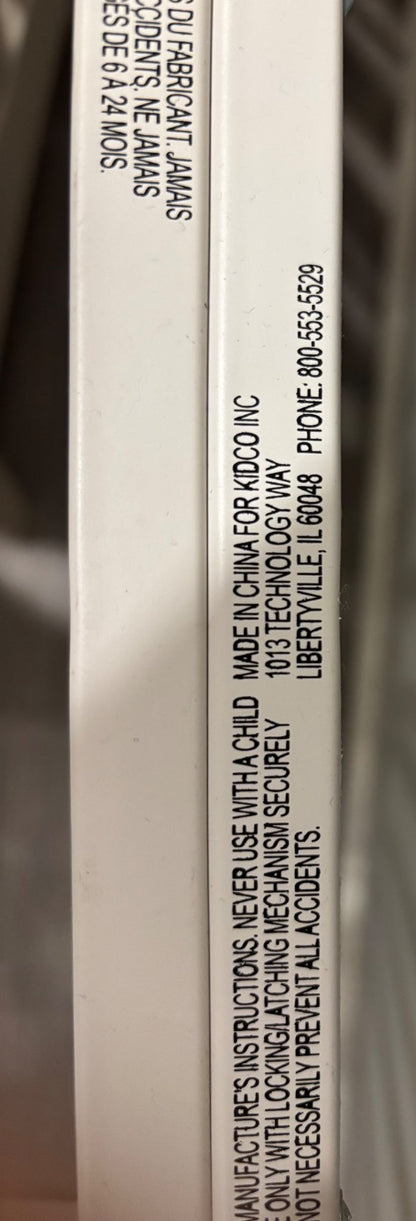 S DU FABRICANT. JAMAIS
CCIDENTS. NE JAMAIS
GÉS DE 6 À 24 MOIS.
MANUFACTURE'S INSTRUCTIONS. NEVER USE WITH A CHILD
E ONLY WITH LOCKING/LATCHING MECHANISM SECURELY
NOT NECESSARILY PREVENT ALL ACCIDENTS.
MADE IN CHINA FOR KIDCO INC
1013 TECHNOLOGY WAY
LIBERTYVILLE, IL 60048 PHONE: 800-553-5529